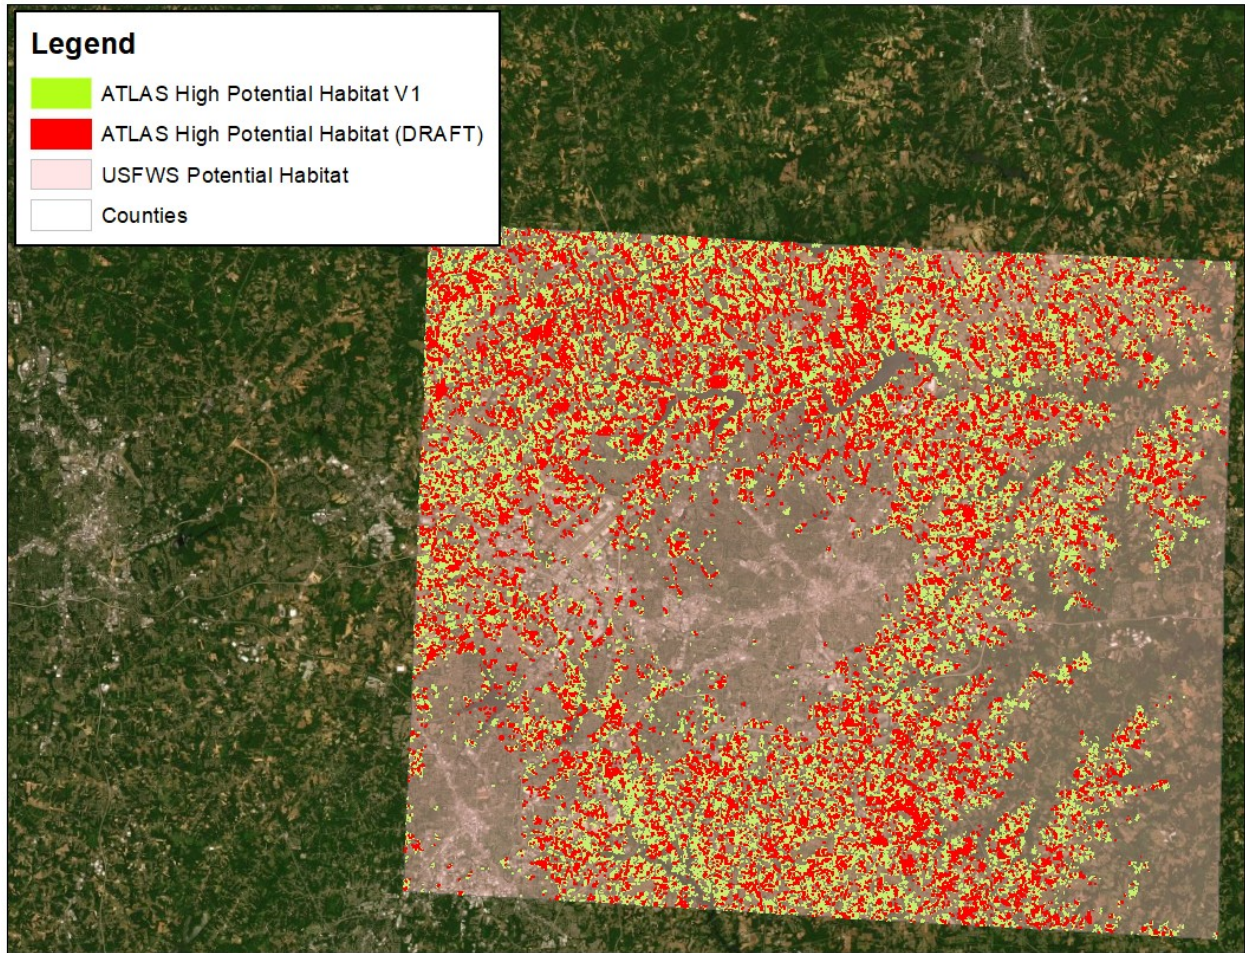 Legend
ATLAS High Potential Habitat V1
ATLAS High Potential Habitat (DRAFT)
USFWS Potential Habitat
Counties